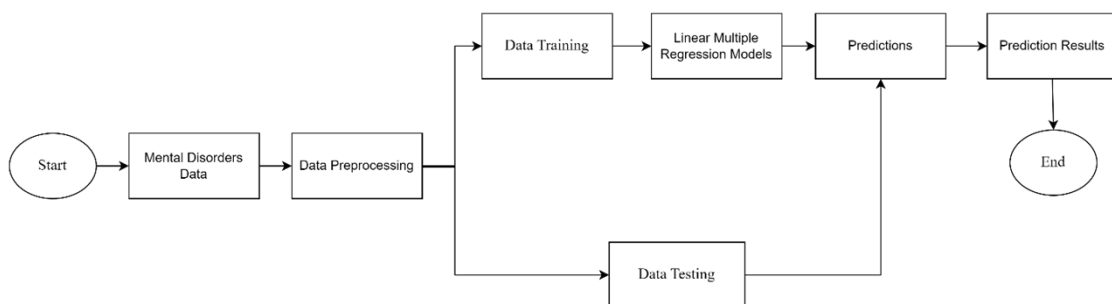 Start
Mental Disorders
Data
Data Preprocessing
Data Training
Linear Multiple
Regression Models
Predictions
Prediction Results
End
Data Testing